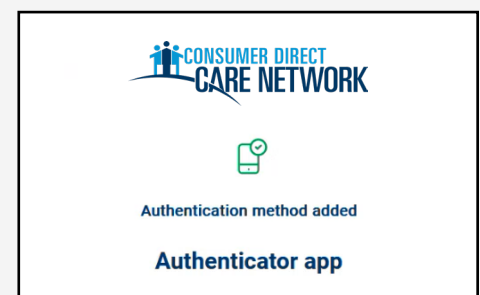 CONSUMER DIRECT
CARE NETWORK
Authentication method added
Authenticator app